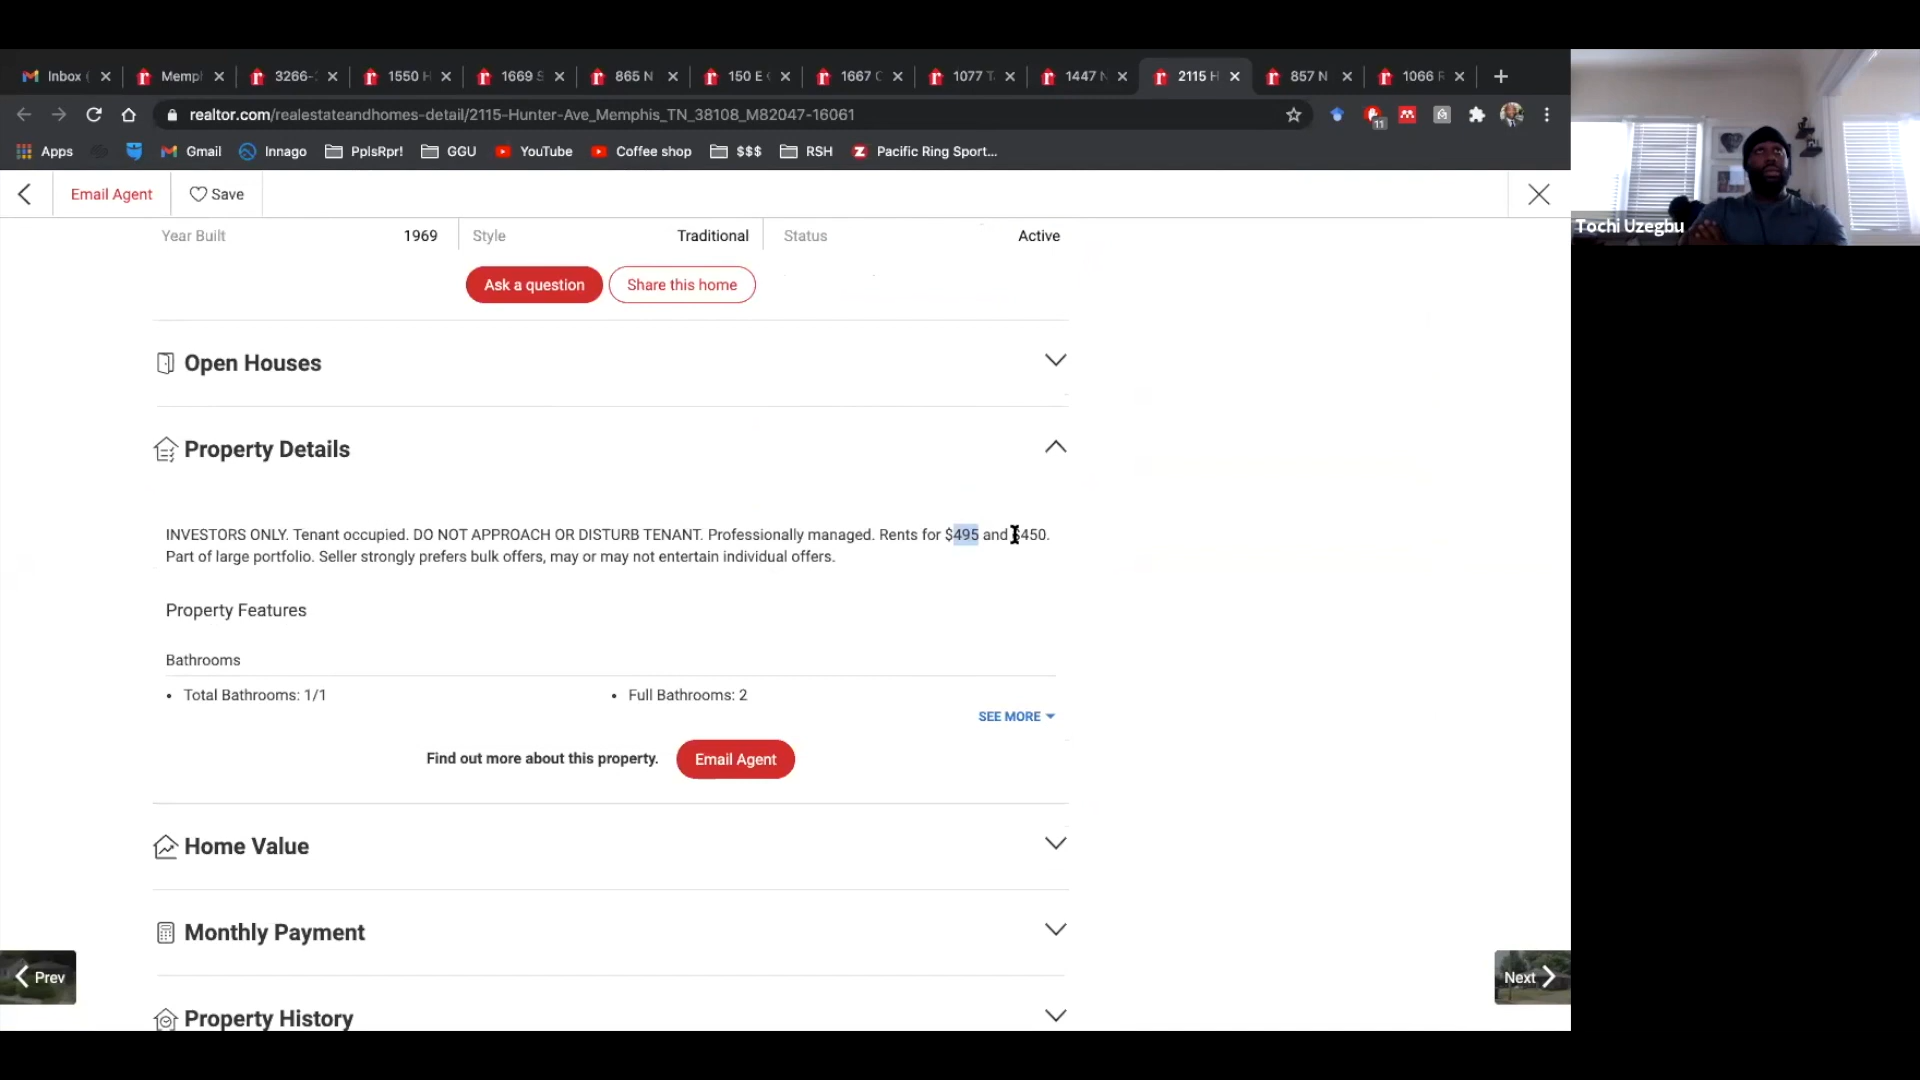 Inbox (
Memph
3266-
1550 H
1669 S
865 N
150 E
1667 C
1077 T
1447 N
2115 H
857 N
1066 R
realtor.com/realestateandhomes-detail/2115-Hunter-Ave_Memphis_TN_38108_M82047-16061
11
Apps
Gmail
Innago
PplsRpr!
GGU
YouTube
Coffee shop
$$$
RSH
Pacific Ring Sport...
Email Agent
Save
Tochi Uzegbu
Year Built 1969 Style Traditional Status Active
Ask a question Share this home
Open Houses
Property Details
INVESTORS ONLY. Tenant occupied. DO NOT APPROACH OR DISTURB TENANT. Professionally managed. Rents for $495 and $450.
Part of large portfolio. Seller strongly prefers bulk offers, may or may not entertain individual offers.
Property Features
Bathrooms
• Total Bathrooms: 1/1 • Full Bathrooms: 2
SEE MORE
Find out more about this property. Email Agent
Home Value
Monthly Payment
Prev
Next
Property History